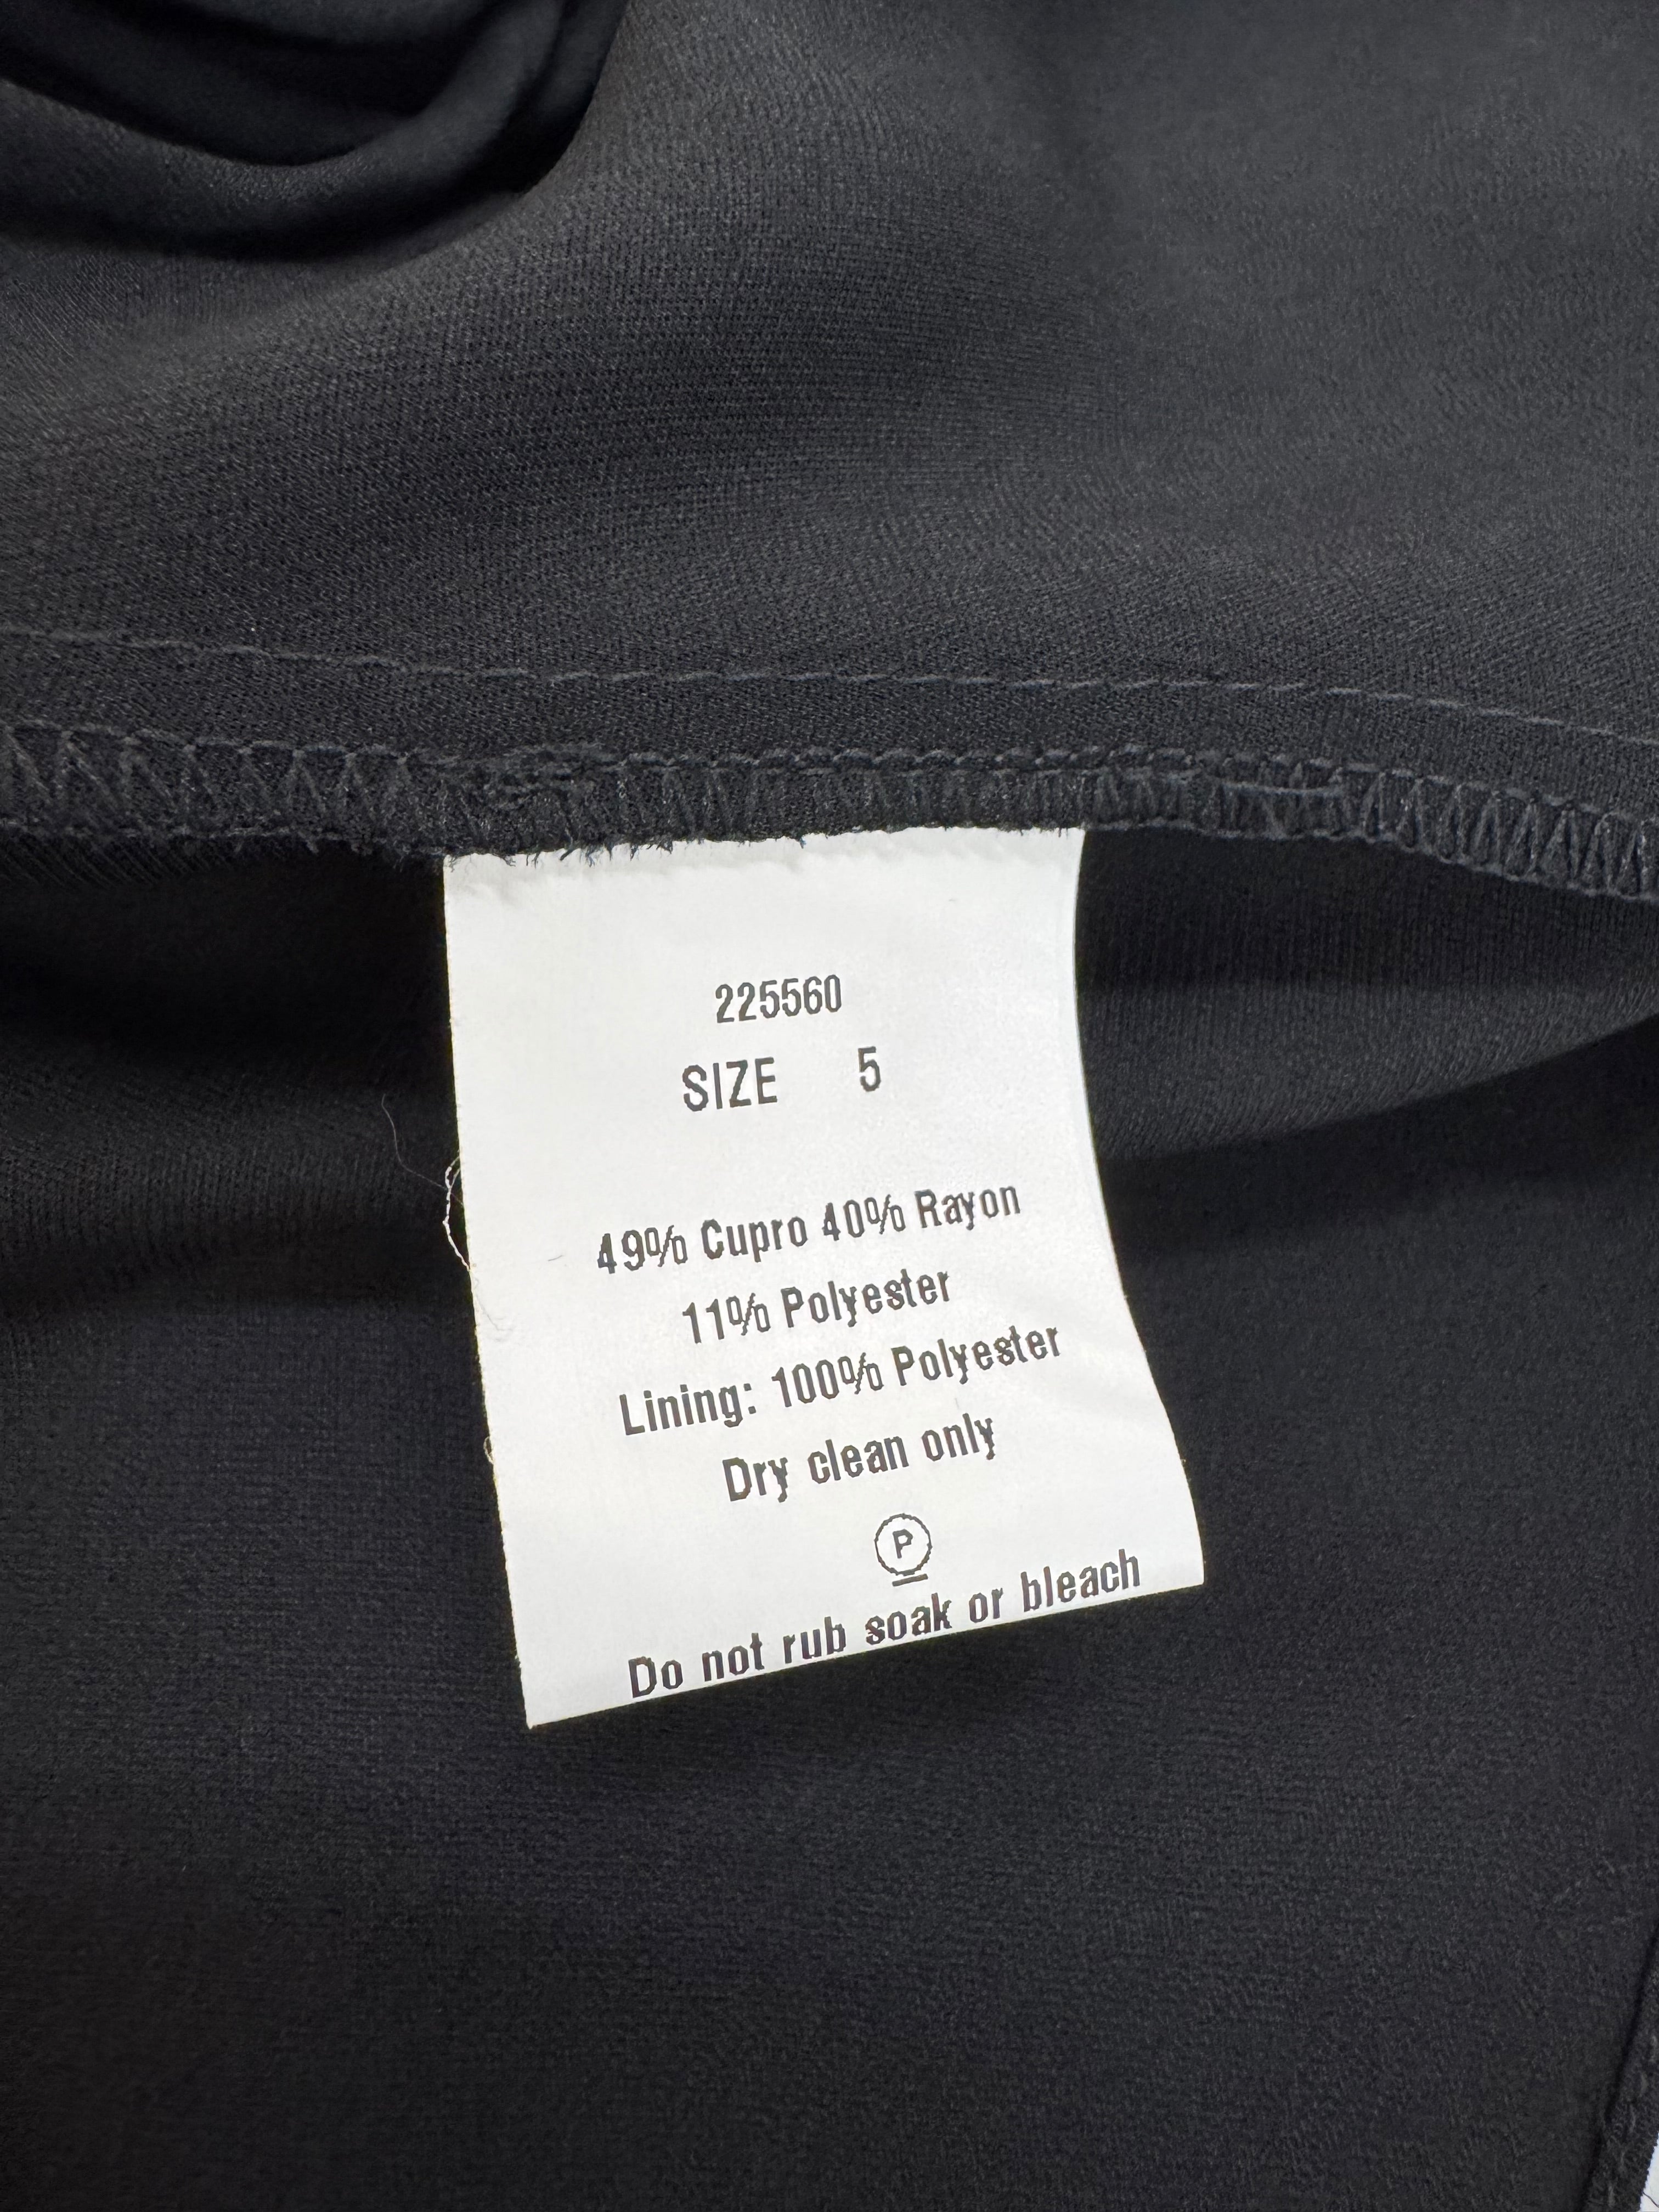 225560
SIZE 5
49% Cupro 40% Rayon
11% Polyester
Lining: 100% Polyester
Dry clean only
P
Do not rub soak or bleach